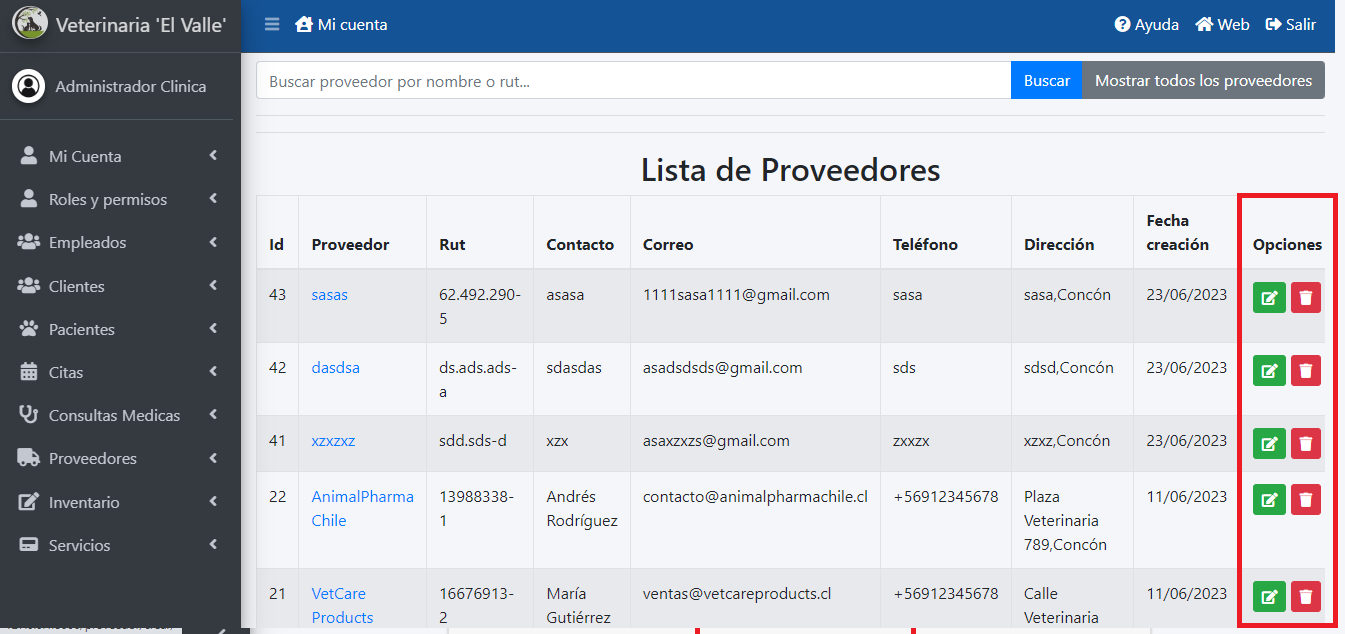 Veterinaria 'El Valle'
Mi cuenta
Ayuda
Web
Salir
Administrador Clinica
Mi Cuenta
Roles y permisos
Empleados
Clientes
Pacientes
Citas
Consultas Medicas
Proveedores
Inventario
Servicios
Buscar proveedor por nombre o rut...
Buscar
Mostrar todos los proveedores
Lista de Proveedores
Id
Proveedor
Rut
Contacto
Correo
Teléfono
Dirección
Fecha
creación
Opciones
43
sasas
62.492.290-
5
asasa
1111sasa1111@gmail.com
sasa
sasa,Concón
23/06/2023
42
dasdsa
ds.ads.ads-
a
sdasdas
asadsdsds@gmail.com
sds
sdsd,Concón
23/06/2023
41
xzxzxz
sdd.sds-d
xzx
asaxzxzs@gmail.com
zxxzx
xzxz,Concón
23/06/2023
22
AnimalPharma
Chile
13988338-
1
Andrés
Rodríguez
contacto@animalpharmachile.cl
+56912345678
Plaza
Veterinaria
789,Concón
11/06/2023
21
VetCare
Products
16676913-
2
María
Gutiérrez
ventas@vetcareproducts.cl
+56912345678
Calle
Veterinaria
11/06/2023